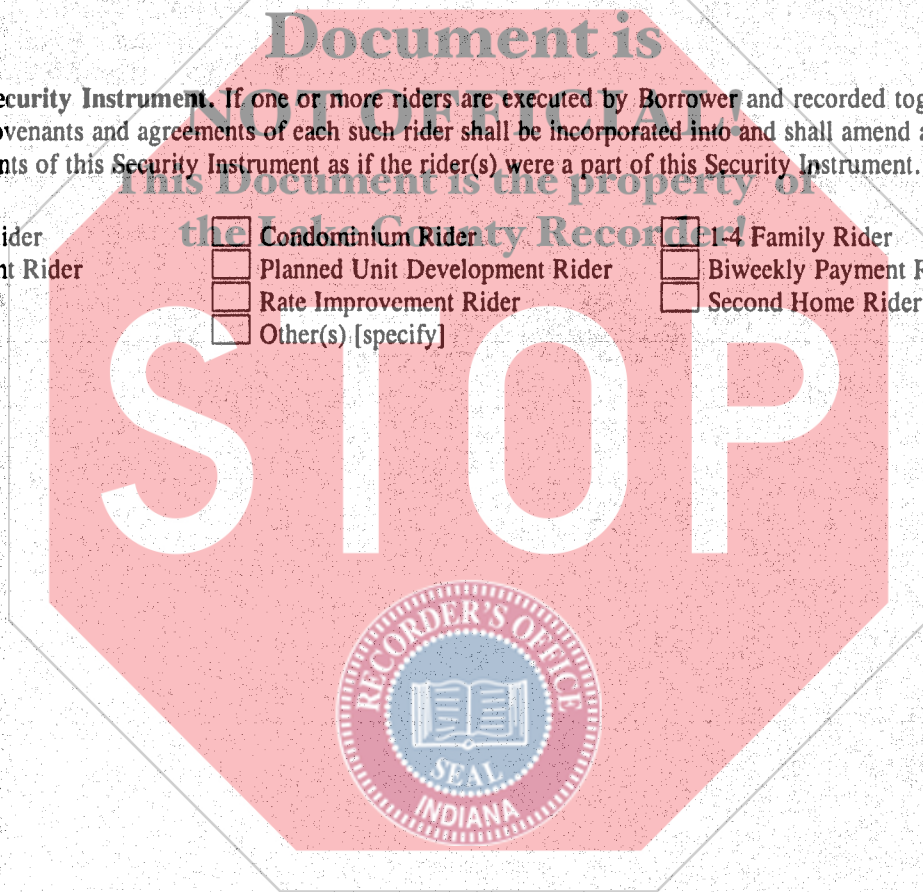 Document is
ecurity Instrument. If one or more riders are executed by Borrower and recorded tog
NOT OFFICIAL!
ovenants and agreements of each such rider shall be incorporated into and shall amend
nts of this Security Instrument as if the rider(s) were a part of this Security Instrument.
This Document is the property of
the Lake County Recorder!
ider Condominium Rider 1-4 Family Rider
nt Rider Planned Unit Development Rider Biweekly Payment R
Rate Improvement Rider Second Home Rider
Other(s) [specify]
STOP
RECORDER'S OFFICE
SEAL
INDIANA